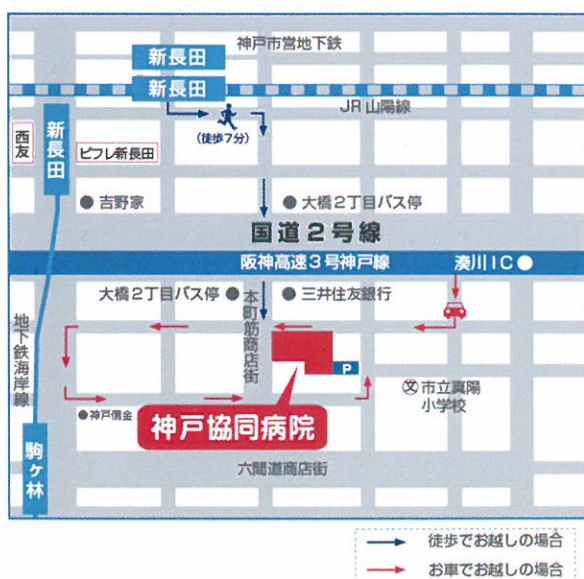 神戸市営地下鉄
新長田
新長田
JR山陽線
(徒歩7分)
西友
新長田
ピフレ新長田
吉野家
大橋2丁目バス停
国道2号線
阪神高速3号神戸線
湊川IC
大橋2丁目バス停
三井住友銀行
本町筋商店街
地下鉄海岸線
P
神戸信金
文
市立真陽
小学校
神戸協同病院
駒ヶ林
六間道商店街
徒歩でお越しの場合
お車でお越しの場合